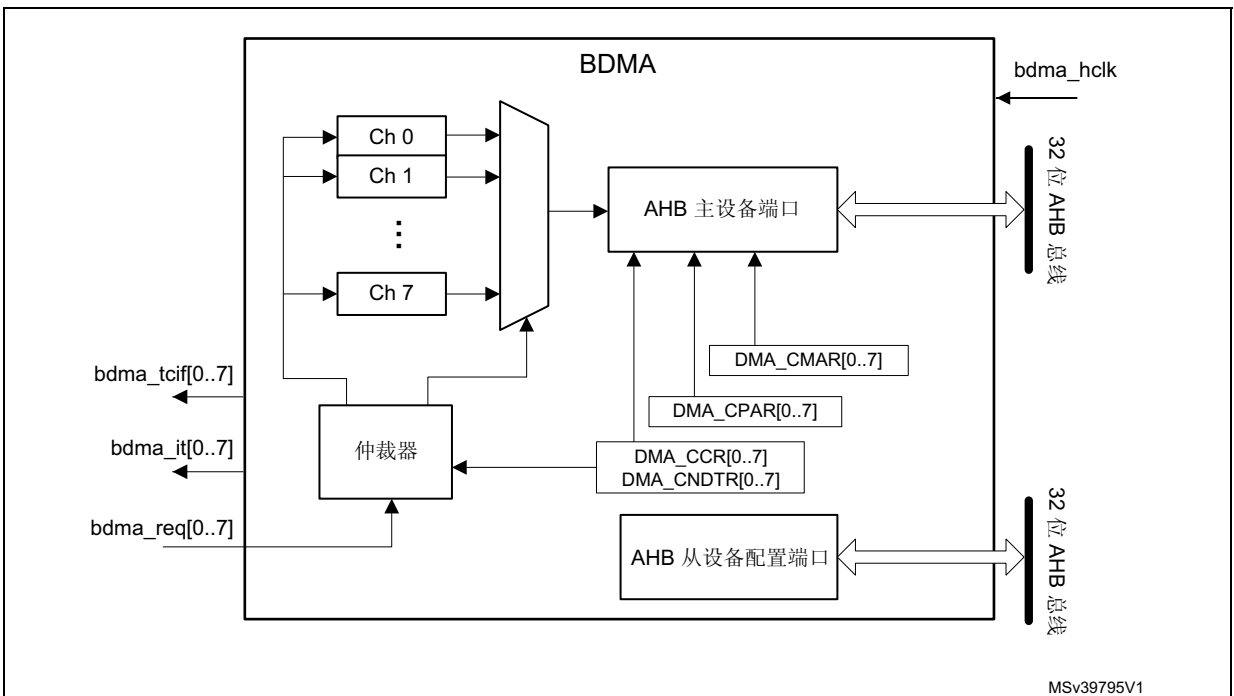 BDMA
bdma_hclk
Ch 0
Ch 1
⋮
Ch 7
AHB 主设备端口
32 位 AHB 总线
DMA_CMAR[0..7]
bdma_tcif[0..7]
DMA_CPAR[0..7]
仲裁器
bdma_it[0..7]
DMA_CCR[0..7]
DMA_CNDTR[0..7]
bdma_req[0..7]
AHB 从设备配置端口
32 位 AHB 总线
MSv39795V1